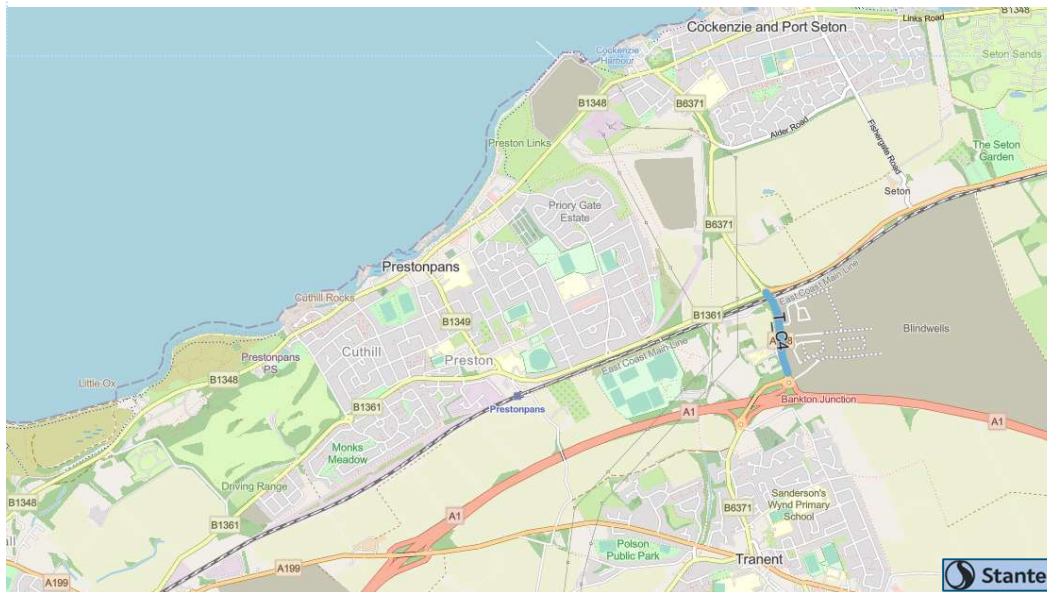 Cockenzie and Port Seton
B1348
Links Road
Cockenzie
Harbour
Seton Sands
B1348
B6371
Alder Road
Fishergate Road
Preston Links
The Seton
Garden
Seton
Priory Gate
Estate
B6371
Prestonpans
East Coast Main Line
Cuthill Rocks
B1361
T_C4
B1349
Blindwells
Cuthill
Preston
East Coast Main Line
Prestonpans
PS
Little Ox
B1348
Bankton Junction
Prestonpans
A1
A1
B1361
Monks
Meadow
Driving Range
Sanderson's
Wynd Primary
School
B1348
B6371
A1
B1361
Polson
Public Park
Tranent
A199
A199
Stante